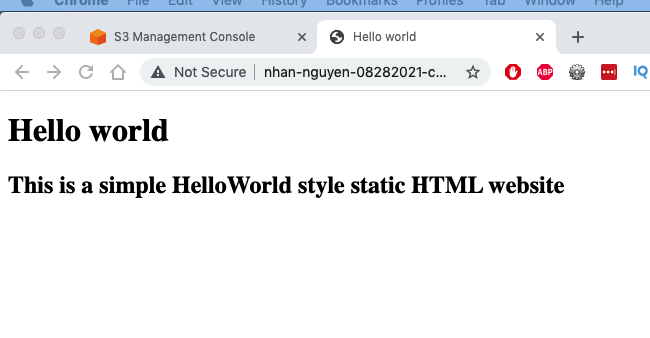 Chrome File Edit View History Bookmarks Profiles Tab Window Help
S3 Management Console
Hello world
Not Secure nhan-nguyen-08282021-c...
ABP
IQ
Hello world
This is a simple HelloWorld style static HTML website